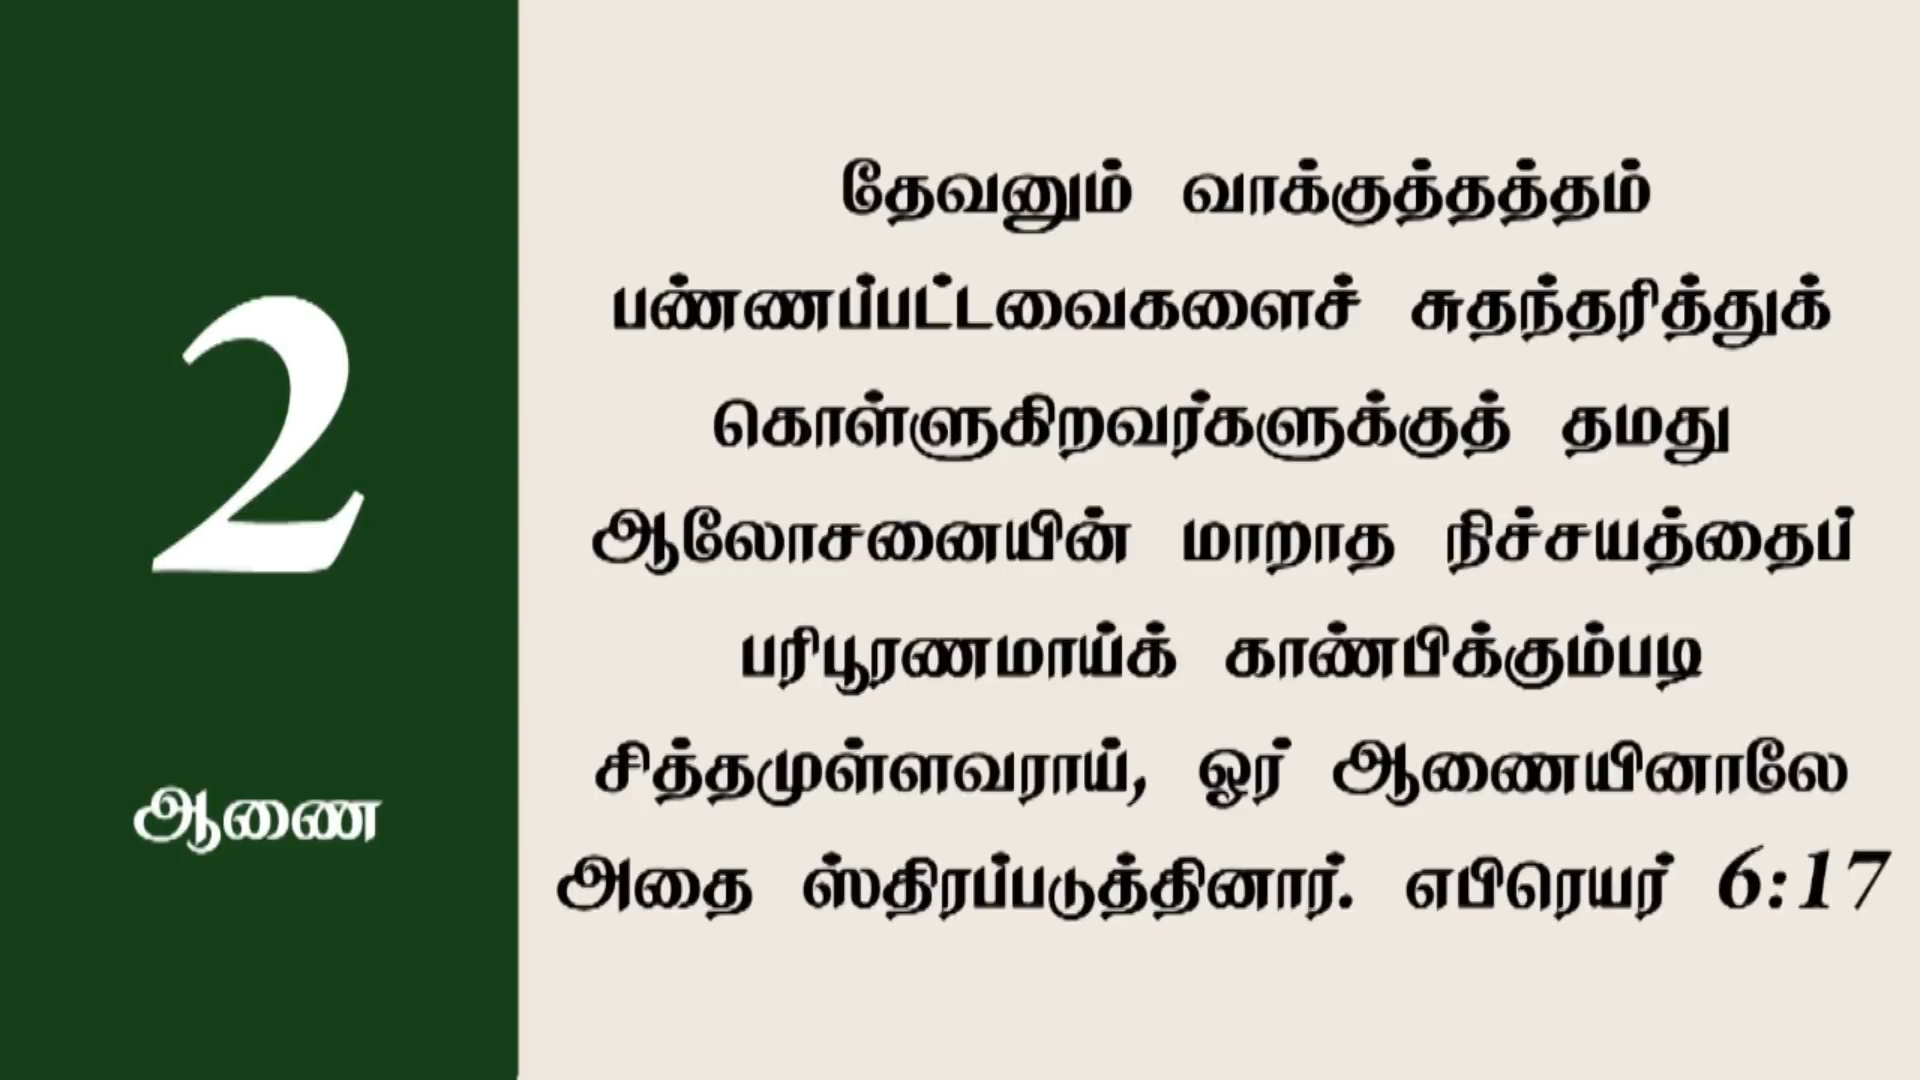 2
ஆணை
தேவனும் வாக்குத்தத்தம்
பண்ணப்பட்டவைகளைச் சுதந்தரித்துக்
கொள்ளுகிறவர்களுக்குத் தமது
ஆலோசனையின் மாறாத நிச்சயத்தைப்
பரிபூரணமாய்க் காண்பிக்கும்படி
சித்தமுள்ளவராய், ஓர் ஆணையினாலே
அதை ஸ்திரப்படுத்தினார். எபிரெயர் 6:17